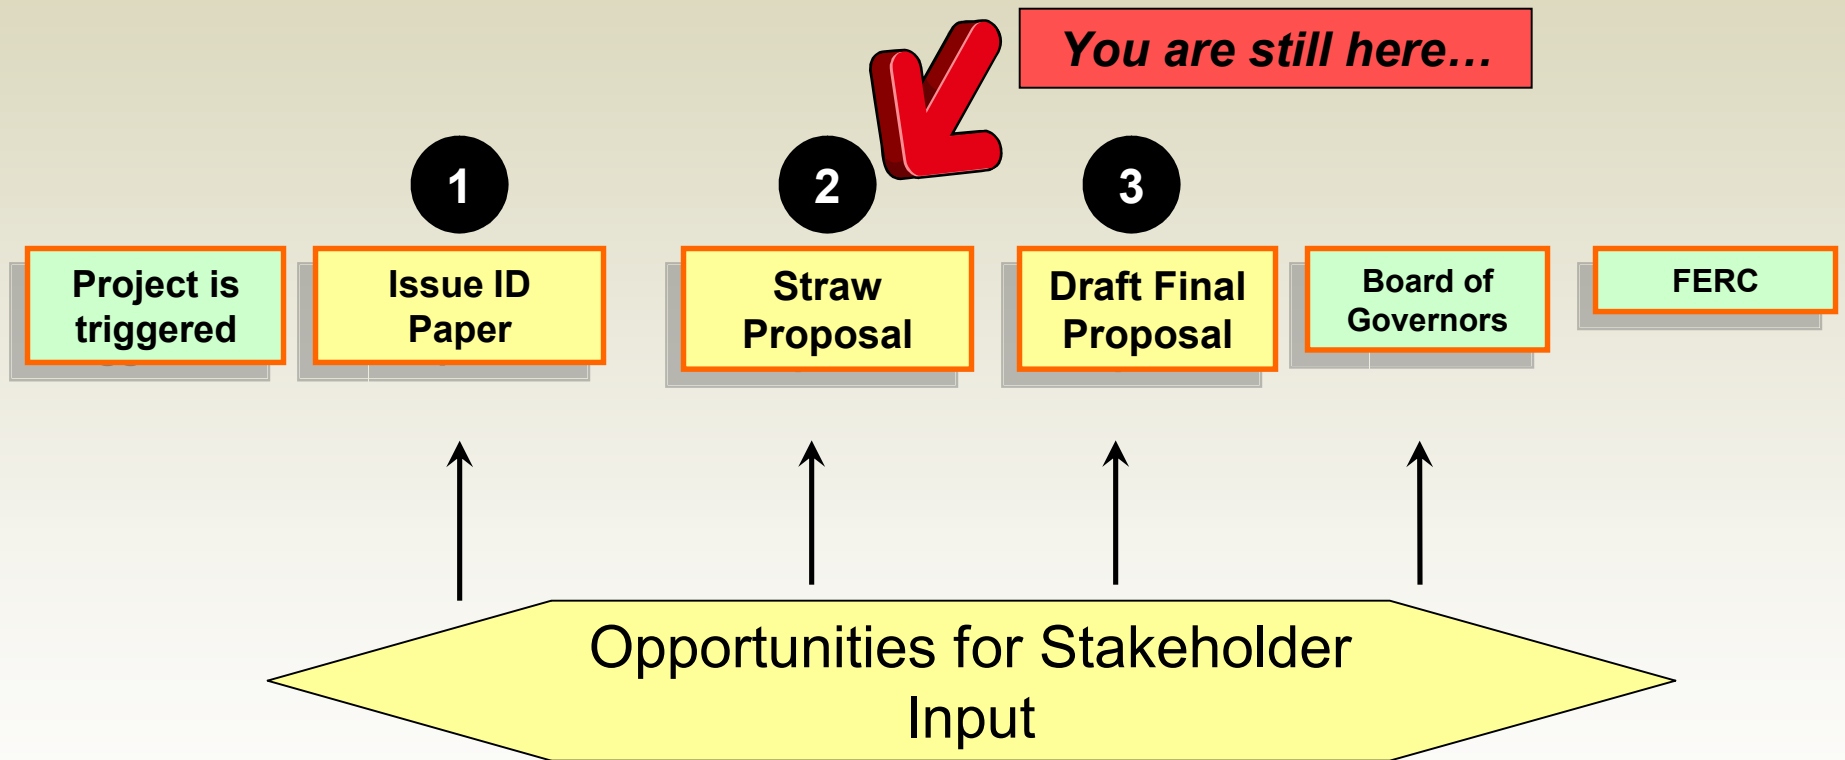 You are still here…
1
2
3
Project is
triggered
Issue ID
Paper
Straw
Proposal
Draft Final
Proposal
Board of
Governors
FERC
Opportunities for Stakeholder
Input